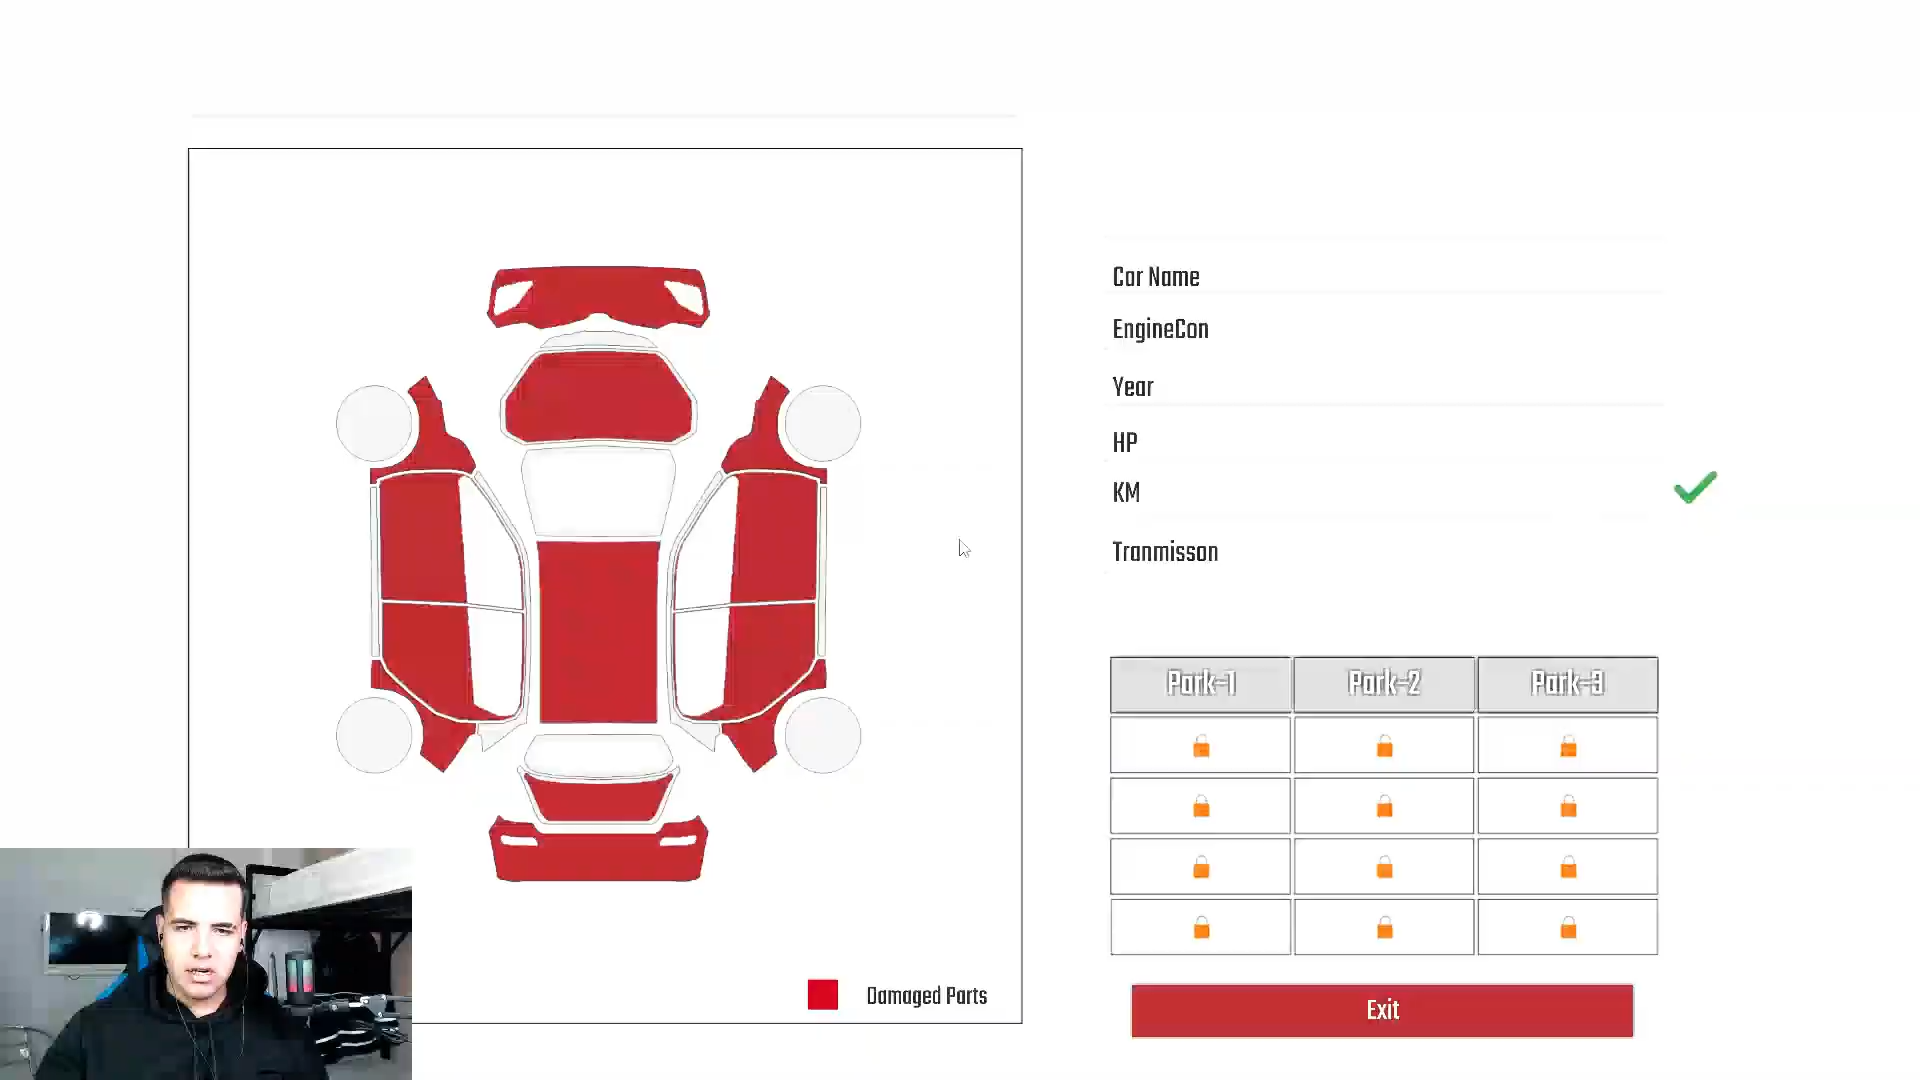 Car Name
EngineCon
Year
HP
KM
Tranmisson
Park-1 Park-2 Park-3
Damaged Parts
Exit